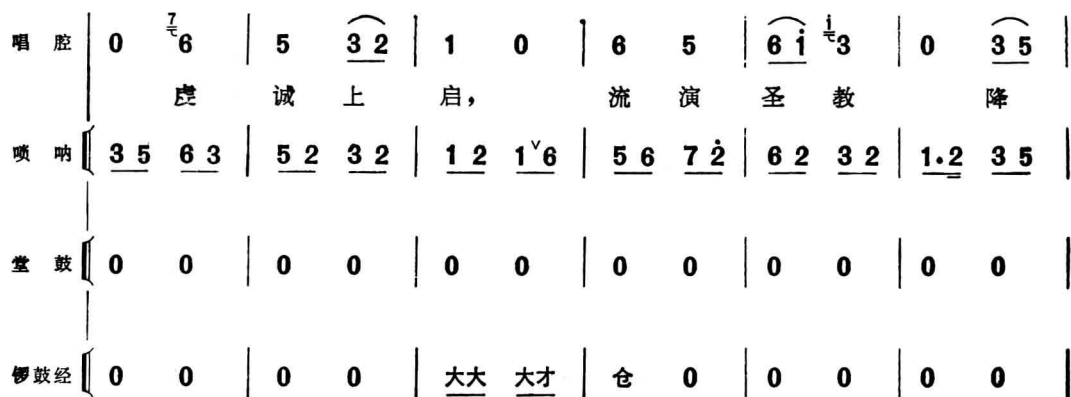 唱腔 0 7 6 | 5 3 2 | 1 0 | 6 5 | 6 i̇ i̇ 3 | 0 3 5 |
虔 诚 上 启， 流 演 圣 教 降
唢呐 3 5 6 3 | 5 2 3 2 | 1 2 1 ∨ 6 | 5 6 7 2̇ | 6 2 3 2 | 1. 2 3 5 |
堂鼓 0 0 | 0 0 | 0 0 | 0 0 | 0 0 | 0 0 |
锣鼓经 0 0 | 0 0 | 大大 大才 | 仓 0 | 0 0 | 0 0 |